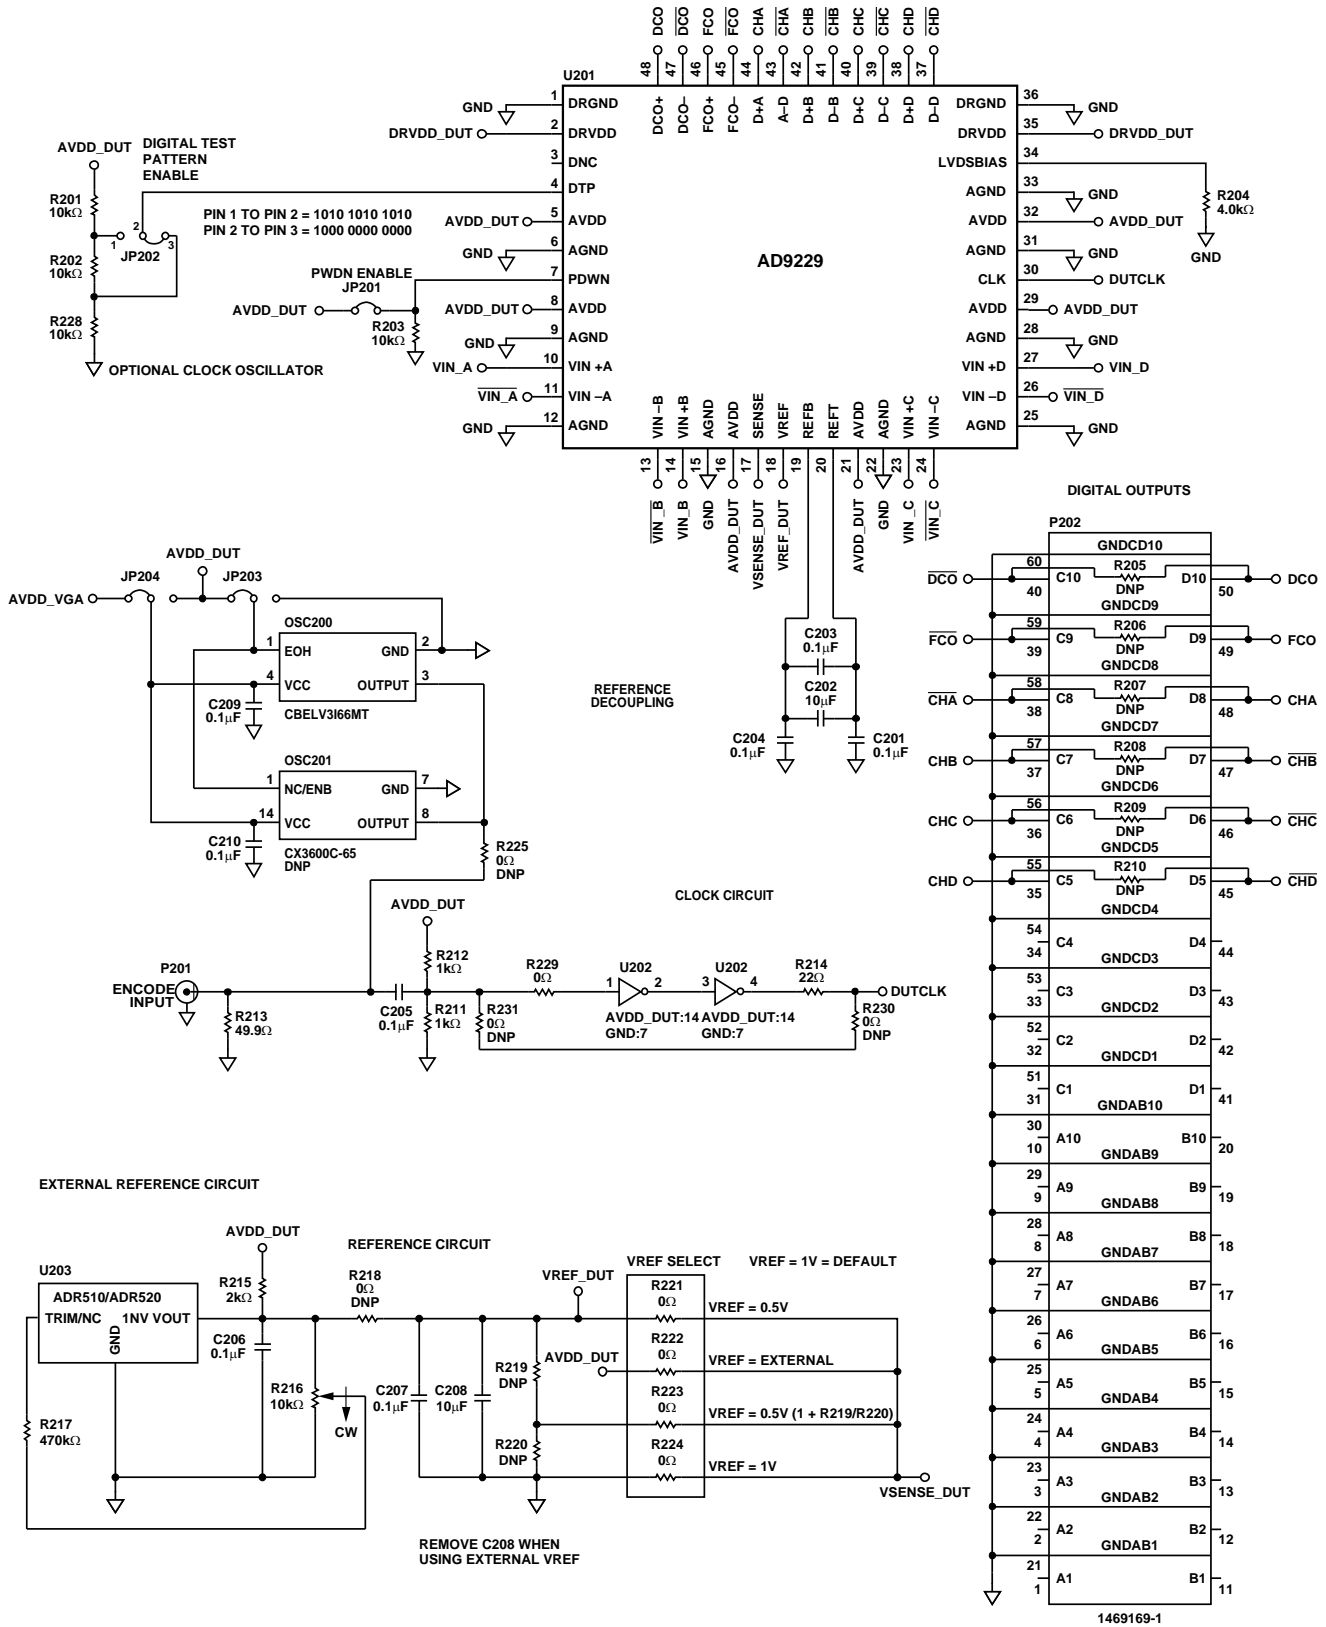 DCO
D̅C̅O̅
FCO
F̅C̅O̅
CHA
C̅H̅A̅
CHB
C̅H̅B̅
CHC
C̅H̅C̅
CHD
C̅H̅D̅
48
47
46
45
44
43
42
41
40
39
38
37
U201
DCO+
DCO–
FCO+
FCO–
D+A
A–D
D+B
D–B
D+C
D–C
D+D
D–D
GND 1 DRGND
DRVDD_DUT 2 DRVDD
3 DNC
4 DTP
AVDD_DUT 5 AVDD
GND 6 AGND
7 PDWN
AVDD_DUT 8 AVDD
GND 9 AGND
VIN_A 10 VIN +A
V̅I̅N̅_̅A̅ 11 VIN –A
GND 12 AGND
AD9229
DRGND 36 GND
DRVDD 35 DRVDD_DUT
LVDSBIAS 34
AGND 33 GND
AVDD 32 AVDD_DUT
AGND 31 GND
CLK 30 DUTCLK
AVDD 29 AVDD_DUT
AGND 28 GND
VIN +D 27 VIN_D
VIN –D 26 V̅I̅N̅_̅D̅
AGND 25 GND
R204
4.0kΩ
GND
VIN –B
VIN +B
AGND
AVDD
SENSE
VREF
REFB
REFT
AVDD
AGND
VIN +C
VIN –C
13
14
15
16
17
18
19
20
21
22
23
24
V̅I̅N̅_̅B̅
VIN_B
GND
AVDD_DUT
VSENSE_DUT
VREF_DUT
AVDD_DUT
GND
VIN_C
V̅I̅N̅_̅C̅
AVDD_DUT
DIGITAL TEST
PATTERN
ENABLE
R201
10kΩ
2
1
3
JP202
R202
10kΩ
R228
10kΩ
PIN 1 TO PIN 2 = 1010 1010 1010
PIN 2 TO PIN 3 = 1000 0000 0000
PWDN ENABLE
JP201
AVDD_DUT
R203
10kΩ
OPTIONAL CLOCK OSCILLATOR
AVDD_DUT
JP204
JP203
AVDD_VGA
OSC200
1 EOH GND 2
4 VCC OUTPUT 3
C209
0.1µF
CBELV3I66MT
OSC201
1 NC/ENB GND 7
14 VCC OUTPUT 8
C210
0.1µF
CX3600C-65
DNP
R225
0Ω
DNP
REFERENCE
DECOUPLING
C203
0.1µF
C202
10µF
C204
0.1µF
C201
0.1µF
CLOCK CIRCUIT
AVDD_DUT
R212
1kΩ
P201
ENCODE
INPUT
R213
49.9Ω
C205
0.1µF
R211
1kΩ
R231
0Ω
DNP
R229
0Ω
1 U202 2
AVDD_DUT:14
GND:7
3 U202 4
AVDD_DUT:14
GND:7
R214
22Ω
DUTCLK
R230
0Ω
DNP
EXTERNAL REFERENCE CIRCUIT
AVDD_DUT
REFERENCE CIRCUIT
U203
ADR510/ADR520
TRIM/NC 1NV VOUT
GND
R215
2kΩ
C206
0.1µF
R216
10kΩ
CW
R217
470kΩ
R218
0Ω
DNP
C207
0.1µF
C208
10µF
VREF_DUT
R219
DNP
R220
DNP
AVDD_DUT
VREF SELECT
VREF = 1V = DEFAULT
R221
0Ω
VREF = 0.5V
R222
0Ω
VREF = EXTERNAL
R223
0Ω
VREF = 0.5V (1 + R219/R220)
R224
0Ω
VREF = 1V
VSENSE_DUT
REMOVE C208 WHEN
USING EXTERNAL VREF
DIGITAL OUTPUTS
P202
GNDCD10
D̅C̅O̅ 60 40 C10 R205 DNP D10 50 DCO
GNDCD9
F̅C̅O̅ 59 39 C9 R206 DNP D9 49 FCO
GNDCD8
C̅H̅A̅ 58 38 C8 R207 DNP D8 48 CHA
GNDCD7
CHB 57 37 C7 R208 DNP D7 47 C̅H̅B̅
GNDCD6
CHC 56 36 C6 R209 DNP D6 46 C̅H̅C̅
GNDCD5
CHD 55 35 C5 R210 DNP D5 45 C̅H̅D̅
GNDCD4
54 34 C4 D4 44
GNDCD3
53 33 C3 D3 43
GNDCD2
52 32 C2 D2 42
GNDCD1
51 31 C1 D1 41
GNDAB10
30 10 A10 B10 20
GNDAB9
29 9 A9 B9 19
GNDAB8
28 8 A8 B8 18
GNDAB7
27 7 A7 B7 17
GNDAB6
26 6 A6 B6 16
GNDAB5
25 5 A5 B5 15
GNDAB4
24 4 A4 B4 14
GNDAB3
23 3 A3 B3 13
GNDAB2
22 2 A2 B2 12
GNDAB1
21 1 A1 B1 11
1469169-1